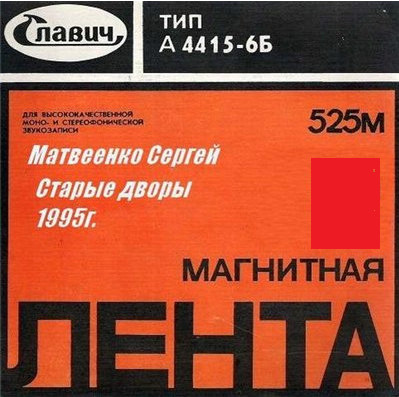 Славич
ТИП
А 4415-6Б
ДЛЯ ВЫСОКОКАЧЕСТВЕННОЙ
МОНО- И СТЕРЕОФОНИЧЕСКОЙ
ЗВУКОЗАПИСИ
525м
Матвеенко Сергей
Старые дворы
1995г.
МАГНИТНАЯ
ЛЕНТА